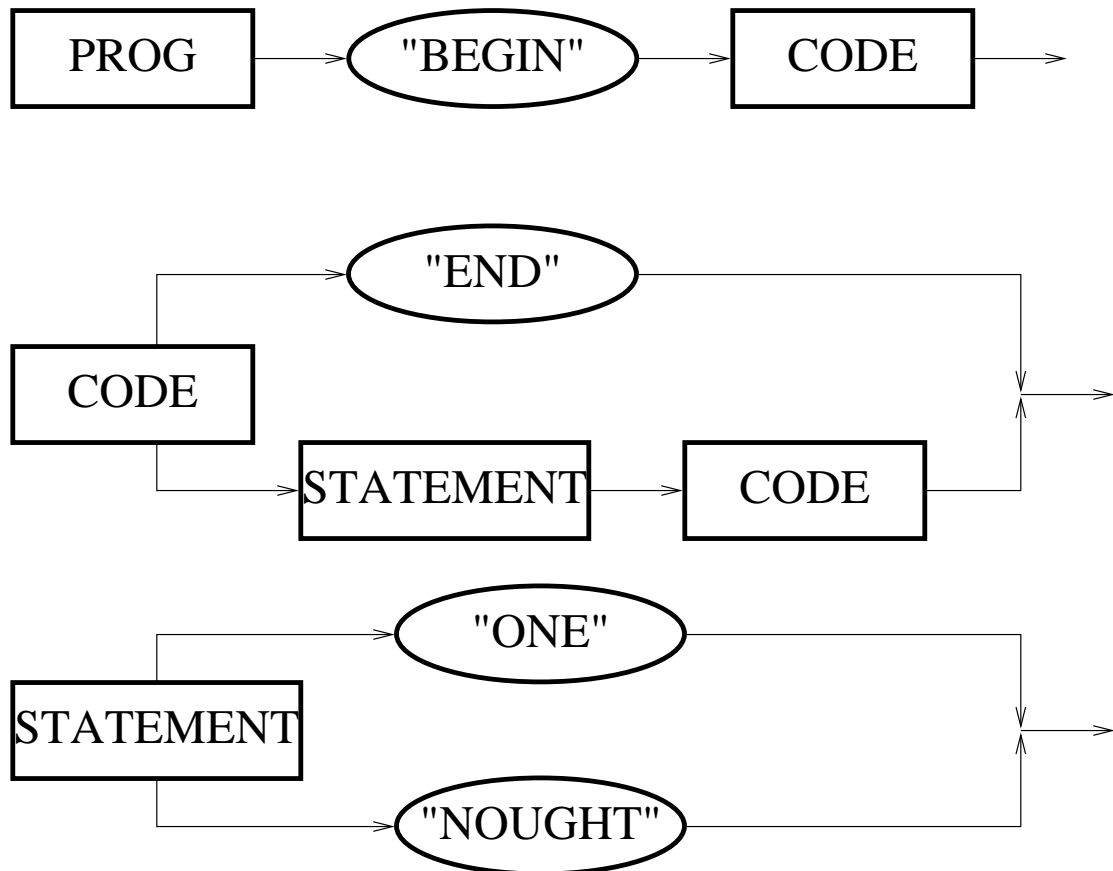 PROG "BEGIN" CODE
"END"
CODE
STATEMENT CODE
"ONE"
STATEMENT
"NOUGHT"